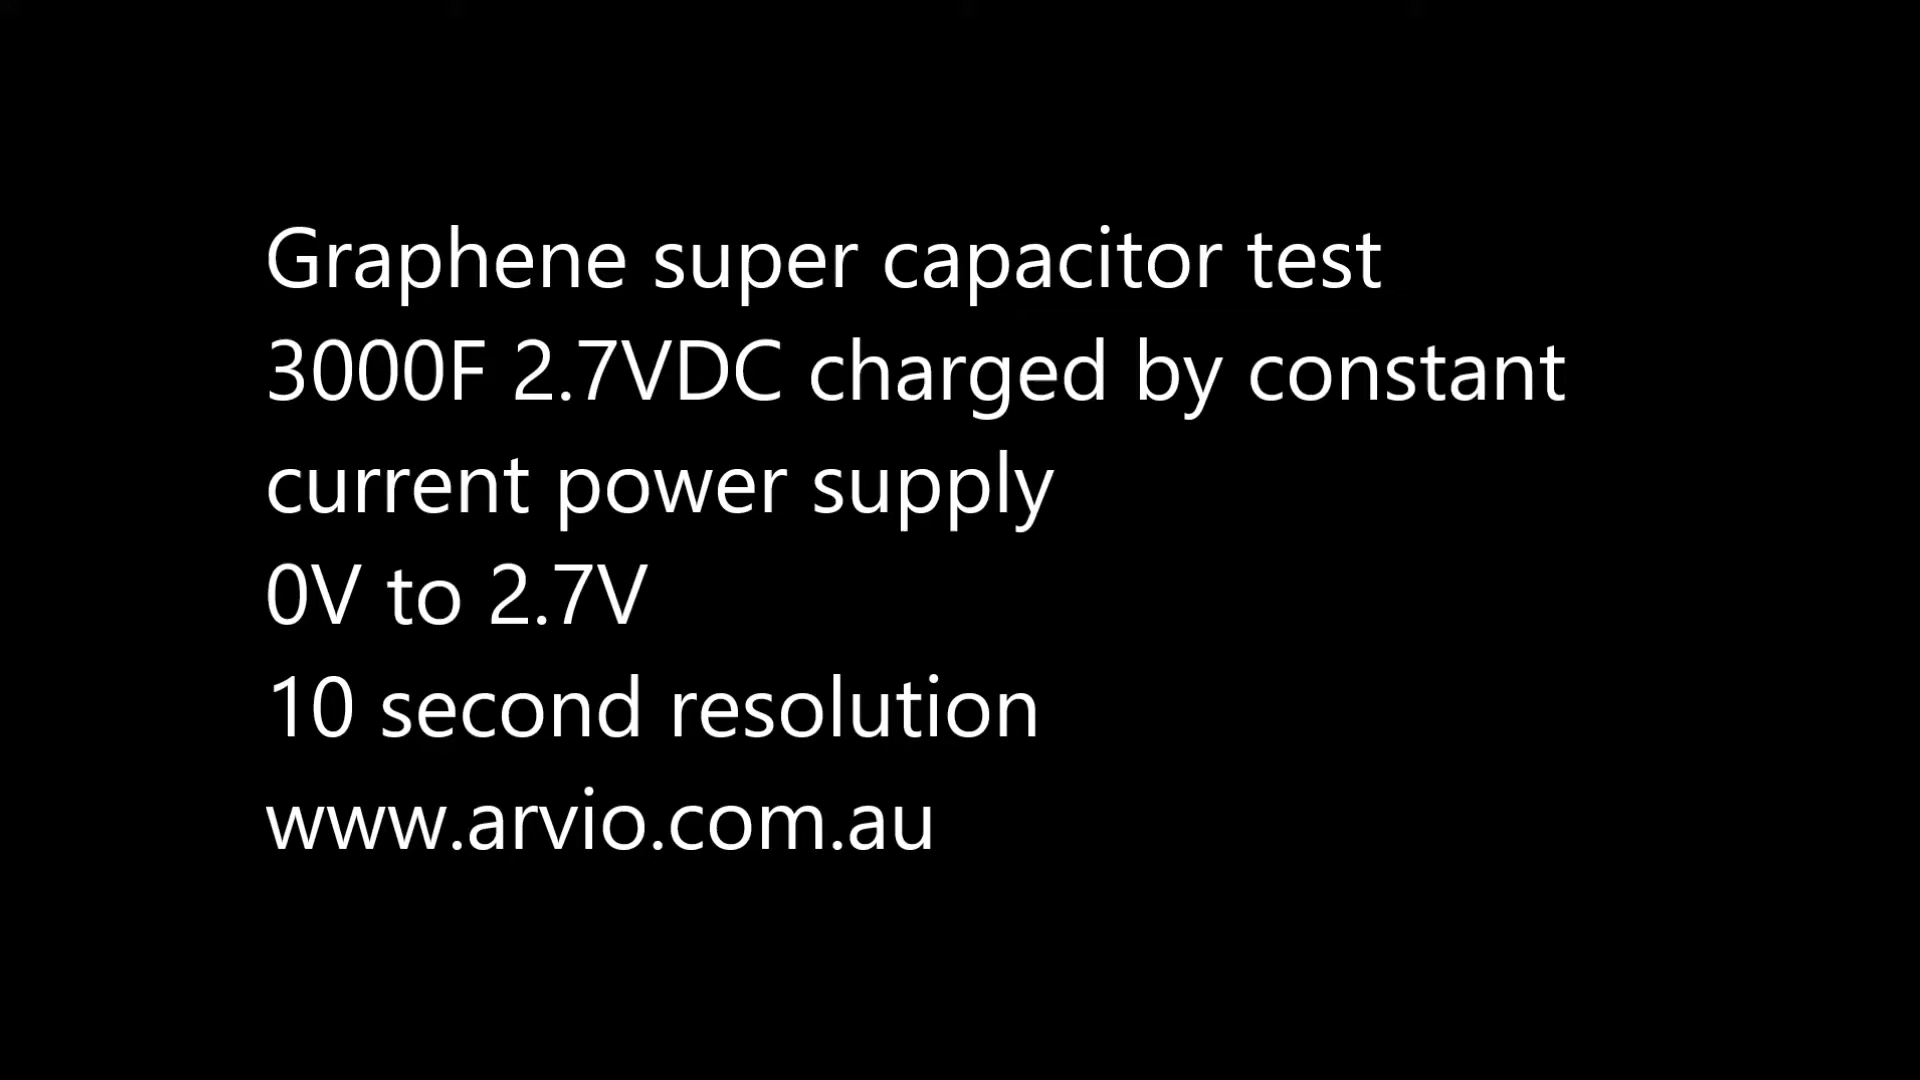 Graphene super capacitor test
3000F 2.7VDC charged by constant
current power supply
0V to 2.7V
10 second resolution
www.arvio.com.au